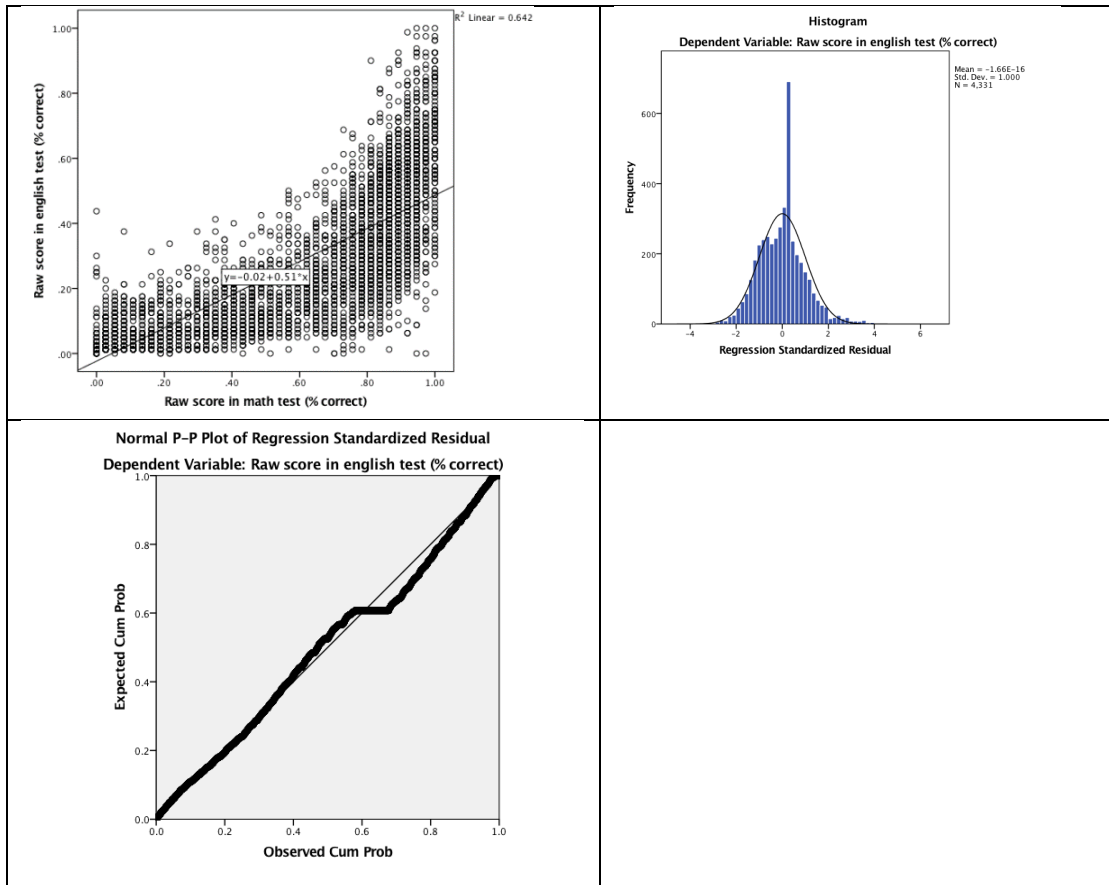 R² Linear = 0.642
1.00
.80
.60
.40
.20
.00
Raw score in english test (% correct)
y=-0.02+0.51*x
.00 .20 .40 .60 .80 1.00
Raw score in math test (% correct)
Histogram
Dependent Variable: Raw score in english test (% correct)
Mean = -1.66E-16
Std. Dev. = 1.000
N = 4,331
600
400
200
0
Frequency
-4 -2 0 2 4 6
Regression Standardized Residual
Normal P-P Plot of Regression Standardized Residual
Dependent Variable: Raw score in english test (% correct)
1.0
0.8
0.6
0.4
0.2
0.0
Expected Cum Prob
0.0 0.2 0.4 0.6 0.8 1.0
Observed Cum Prob